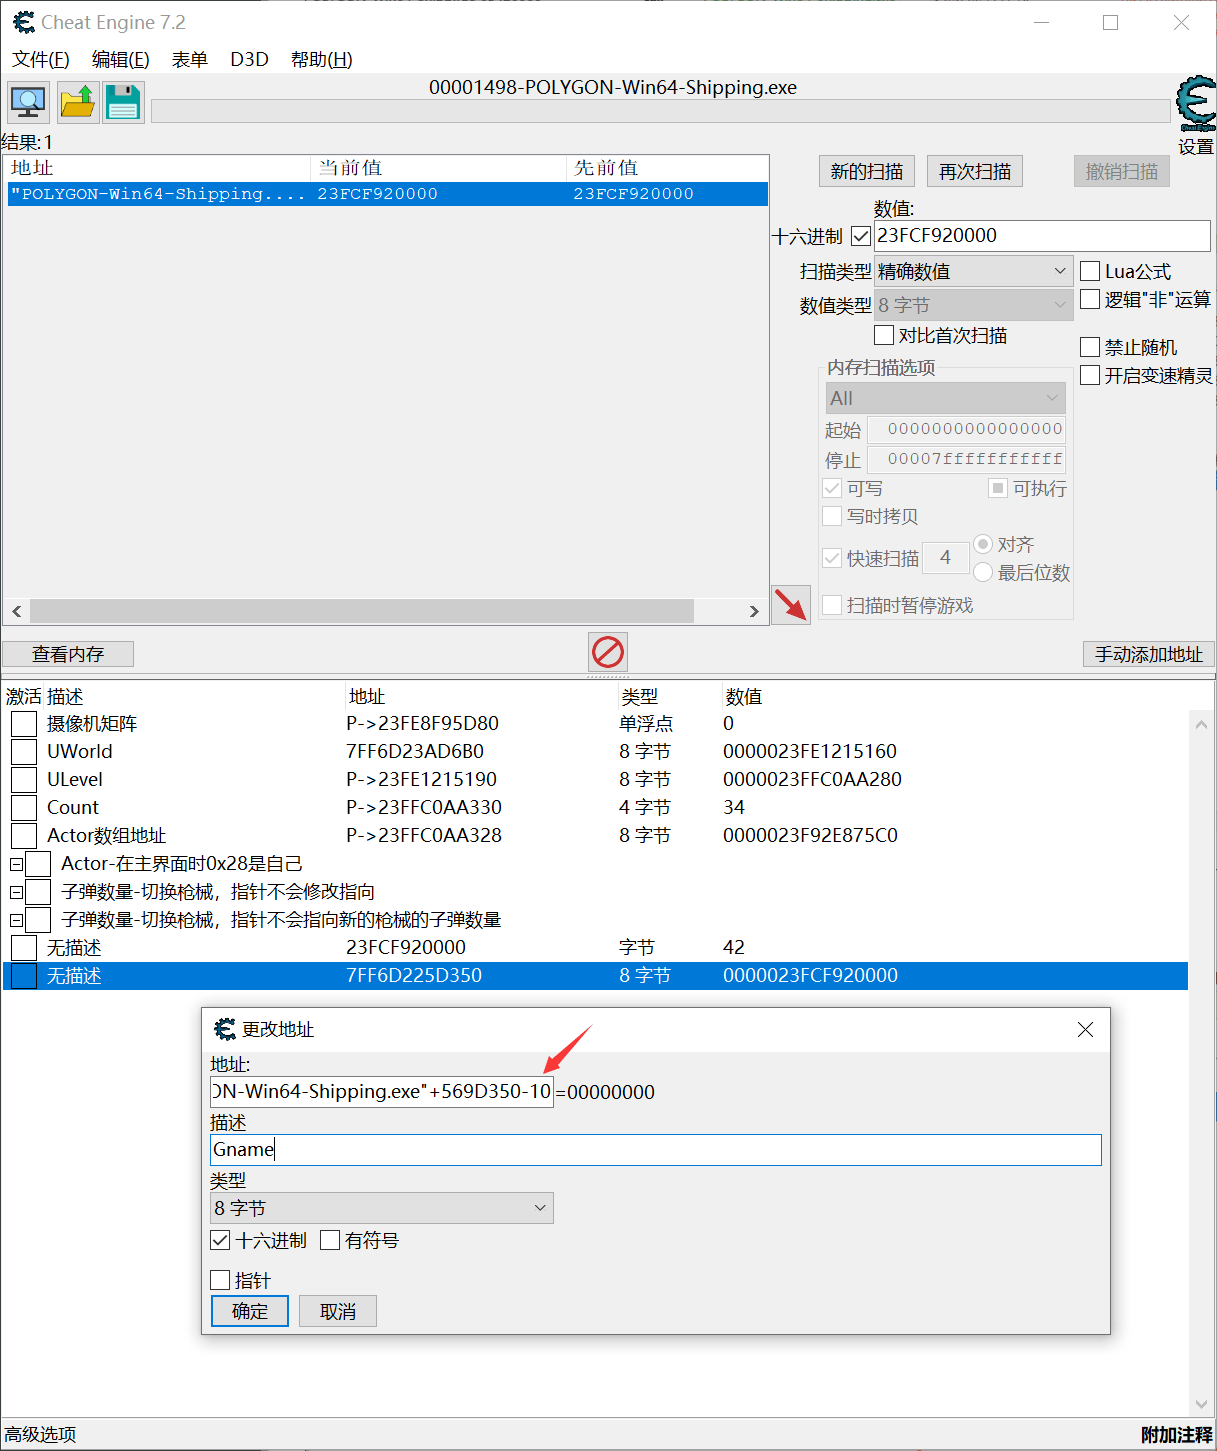 Cheat Engine 7.2
文件(F) 编辑(E) 表单 D3D 帮助(H)
00001498-POLYGON-Win64-Shipping.exe
Cheat Engine
设置
结果:1
地址 当前值 先前值
"POLYGON-Win64-Shipping.... 23FCF920000 23FCF920000
新的扫描 再次扫描 撤销扫描
数值:
十六进制 23FCF920000
扫描类型 精确数值 Lua公式
数值类型 8 字节 逻辑"非"运算
对比首次扫描 禁止随机
内存扫描选项 开启变速精灵
All
起始 0000000000000000
停止 00007fffffffffff
可写 可执行
写时拷贝
快速扫描 4 对齐
最后位数
扫描时暂停游戏
查看内存 手动添加地址
激活 描述 地址 类型 数值
摄像机矩阵 P->23FE8F95D80 单浮点 0
UWorld 7FF6D23AD6B0 8 字节 0000023FE1215160
ULevel P->23FE1215190 8 字节 0000023FFC0AA280
Count P->23FFC0AA330 4 字节 34
Actor数组地址 P->23FFC0AA328 8 字节 0000023F92E875C0
Actor-在主界面时0x28是自己
子弹数量-切换枪械，指针不会修改指向
子弹数量-切换枪械，指针不会指向新的枪械的子弹数量
无描述 23FCF920000 字节 42
无描述 7FF6D225D350 8 字节 0000023FCF920000
更改地址
地址:
ON-Win64-Shipping.exe"+569D350-10 =00000000
描述
Gname
类型
8 字节
十六进制 有符号
指针
确定 取消
高级选项 附加注释